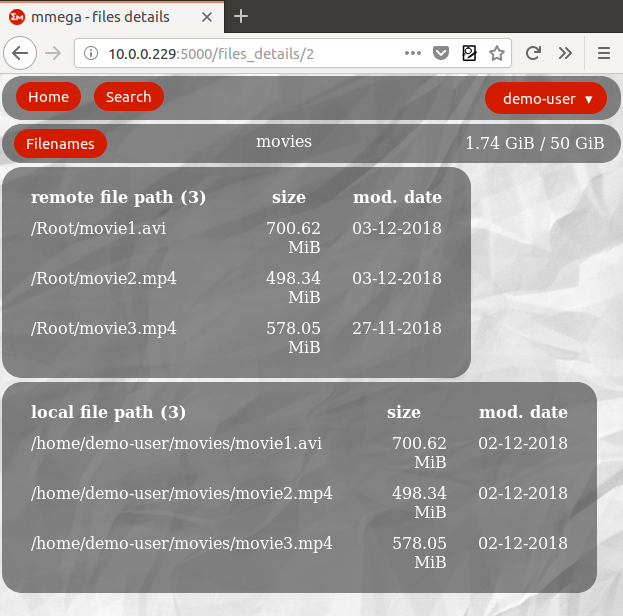 mmega - files details
10.0.0.229:5000/files_details/2
Home Search demo-user ▾
Filenames movies 1.74 GiB / 50 GiB
remote file path (3) size mod. date
/Root/movie1.avi 700.62 03-12-2018
MiB
/Root/movie2.mp4 498.34 03-12-2018
MiB
/Root/movie3.mp4 578.05 27-11-2018
MiB
local file path (3) size mod. date
/home/demo-user/movies/movie1.avi 700.62 02-12-2018
MiB
/home/demo-user/movies/movie2.mp4 498.34 02-12-2018
MiB
/home/demo-user/movies/movie3.mp4 578.05 02-12-2018
MiB